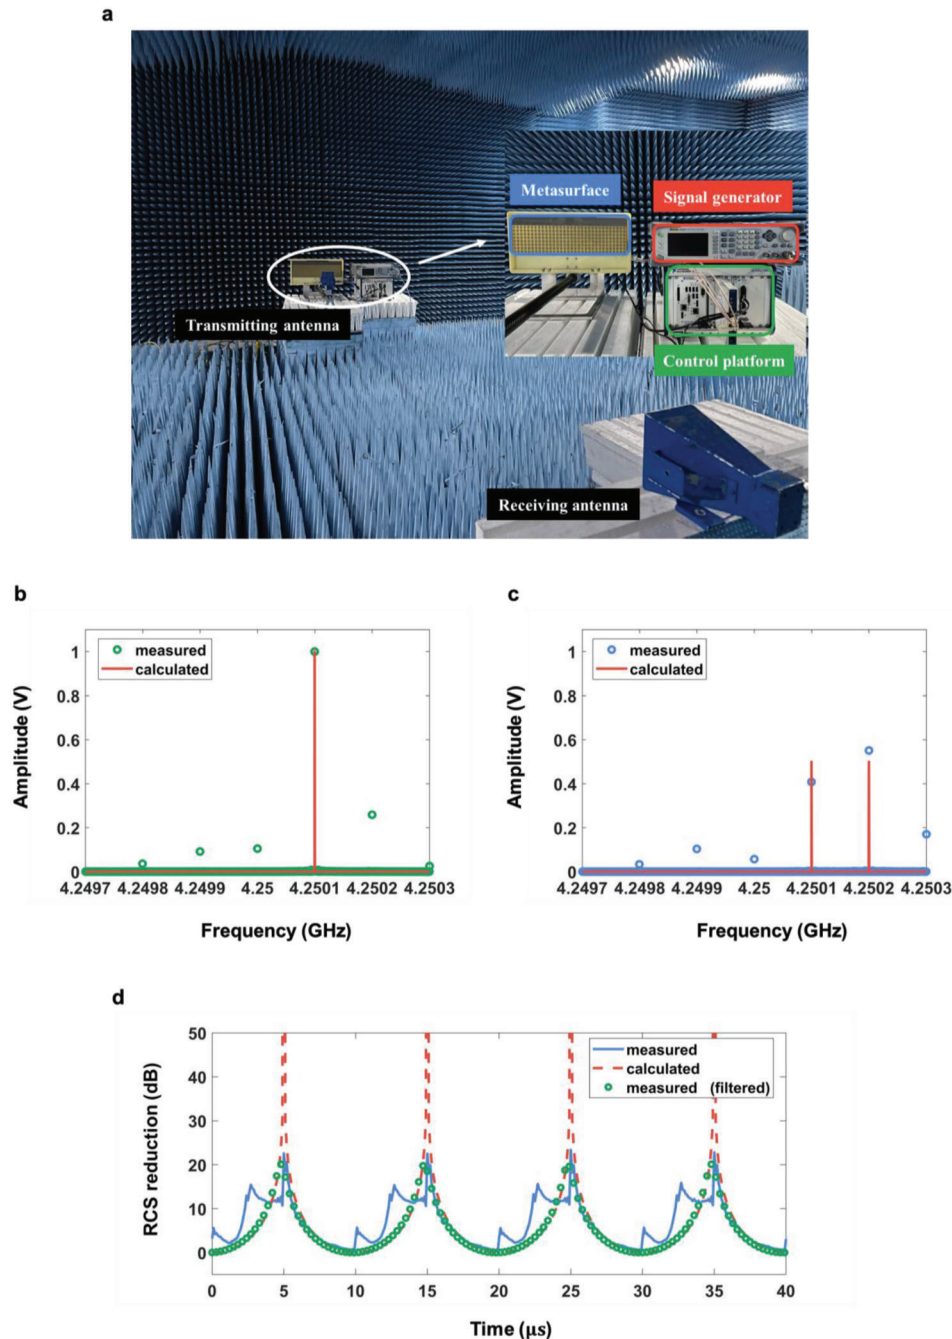 a
Metasurface
Signal generator
Transmitting antenna
Control platform
Receiving antenna
b
measured
calculated
1
0.8
0.6
0.4
0.2
0
Amplitude (V)
4.2497 4.2498 4.2499 4.25 4.2501 4.2502 4.2503
Frequency (GHz)
c
measured
calculated
1
0.8
0.6
0.4
0.2
0
Amplitude (V)
4.2497 4.2498 4.2499 4.25 4.2501 4.2502 4.2503
Frequency (GHz)
d
measured
calculated
measured (filtered)
50
40
30
20
10
0
RCS reduction (dB)
0 5 10 15 20 25 30 35 40
Time (μs)